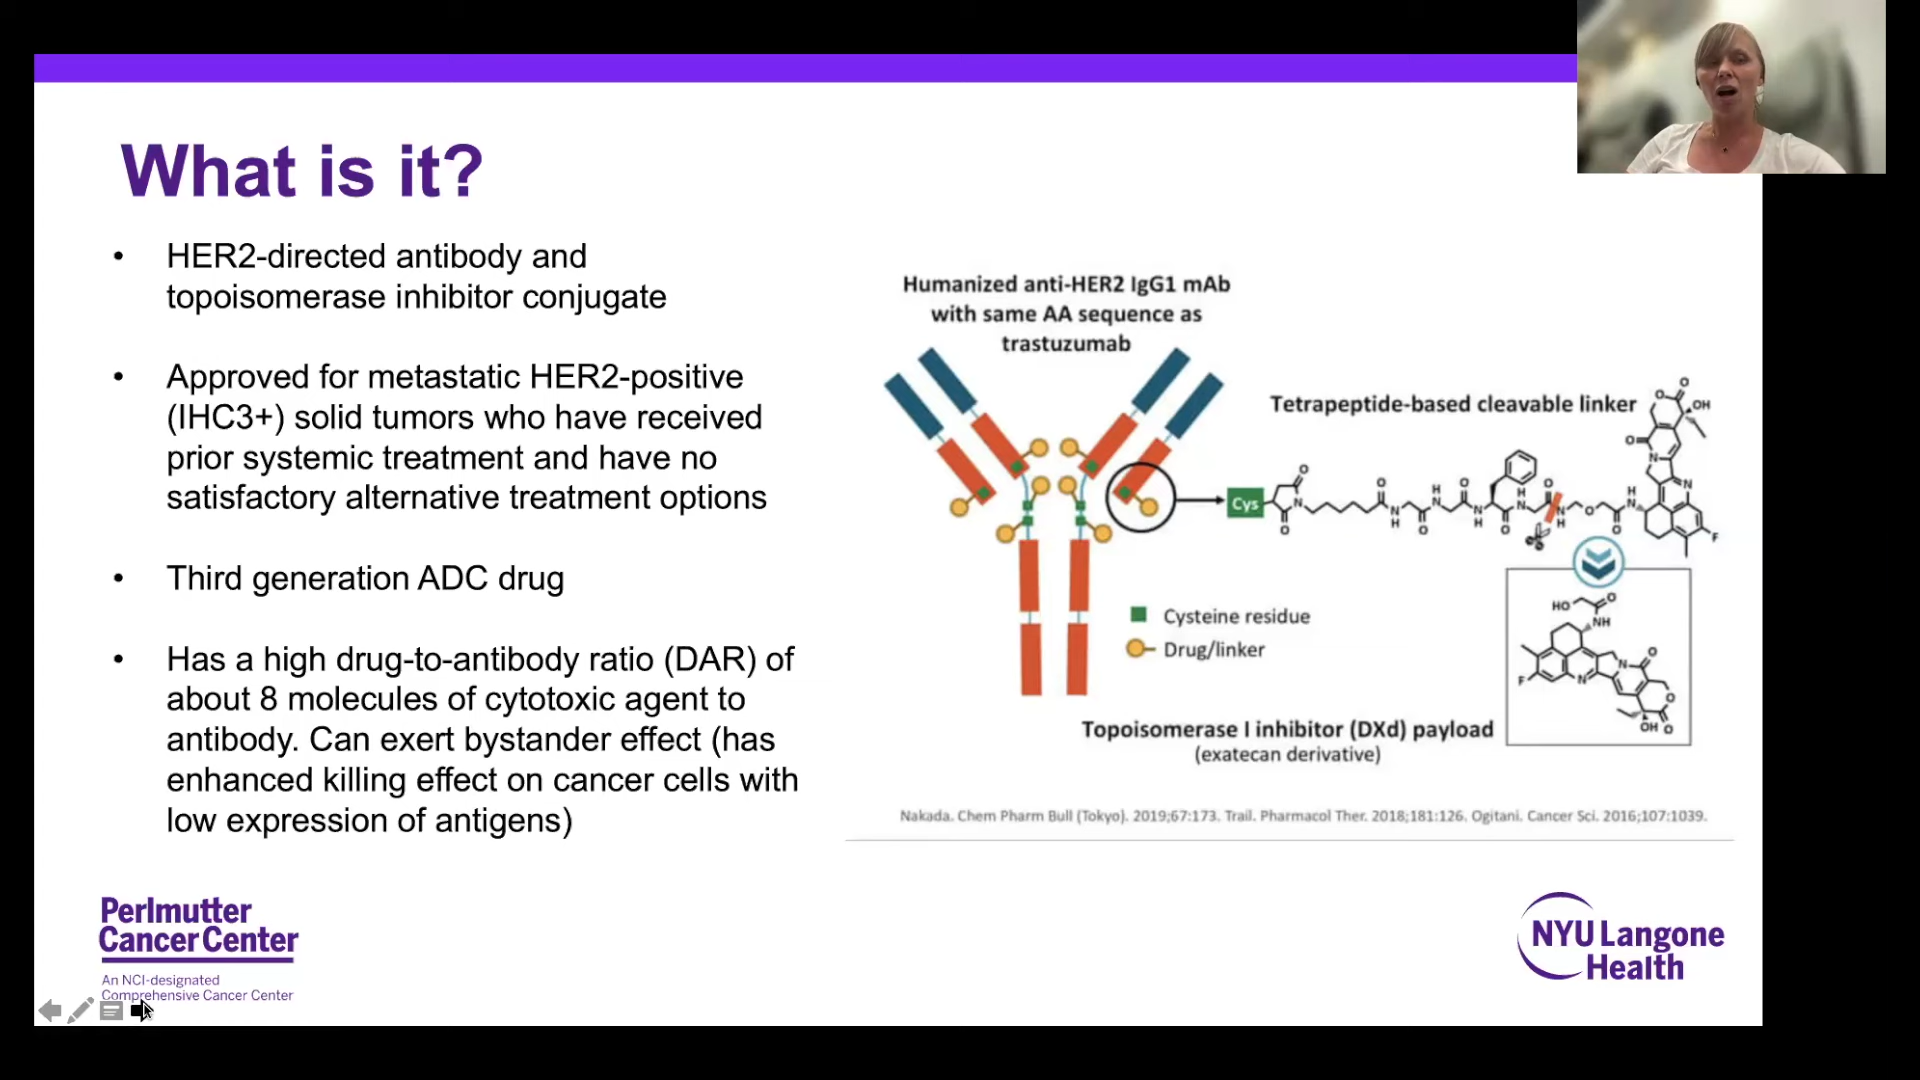 What is it?
• HER2-directed antibody and
topoisomerase inhibitor conjugate
• Approved for metastatic HER2-positive
(IHC3+) solid tumors who have received
prior systemic treatment and have no
satisfactory alternative treatment options
• Third generation ADC drug
• Has a high drug-to-antibody ratio (DAR) of
about 8 molecules of cytotoxic agent to
antibody. Can exert bystander effect (has
enhanced killing effect on cancer cells with
low expression of antigens)
Humanized anti-HER2 IgG1 mAb
with same AA sequence as
trastuzumab
Tetrapeptide-based cleavable linker
Cys
Cysteine residue
Drug/linker
Topoisomerase I inhibitor (DXd) payload
(exatecan derivative)
Nakada. Chem Pharm Bull (Tokyo). 2019;67:173. Trail. Pharmacol Ther. 2018;181:126. Ogitani. Cancer Sci. 2016;107:1039.
Perlmutter
Cancer Center
An NCI-designated
Comprehensive Cancer Center
NYU Langone
Health